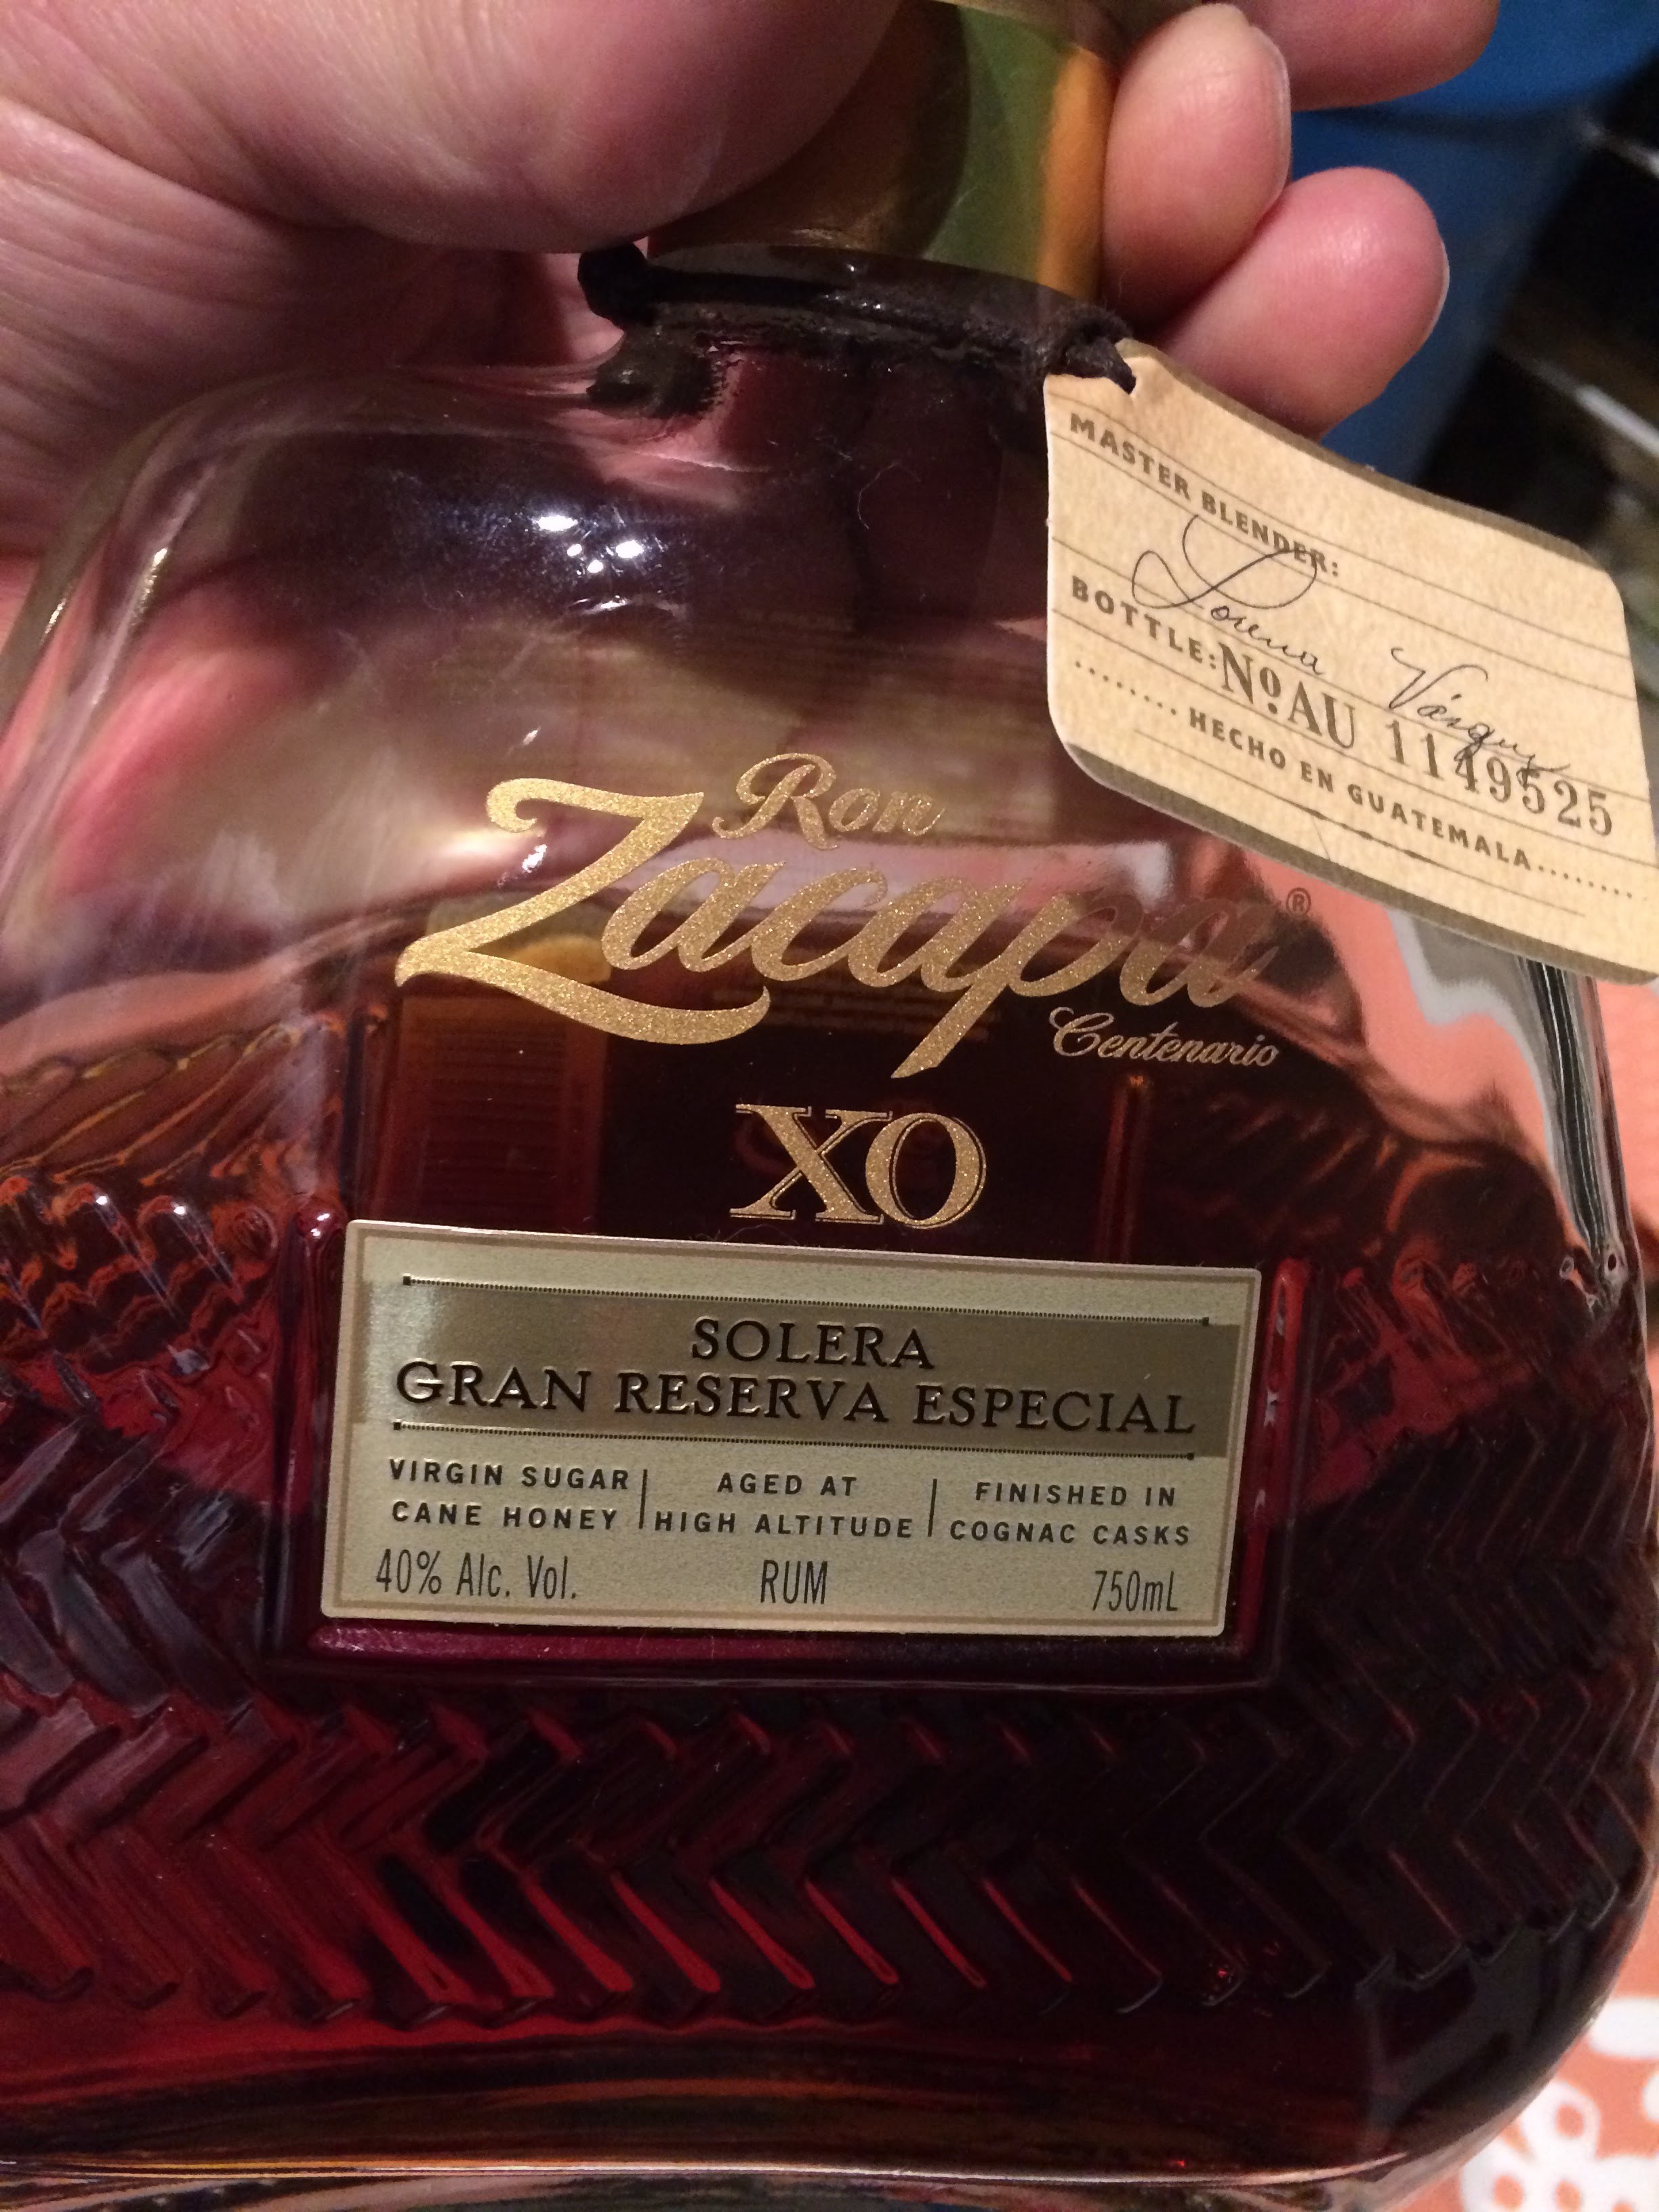 MASTER BLENDER:
Lorena Vásquez
BOTTLE: Nº. AU 1149525
........ HECHO EN GUATEMALA ........
Ron
Zacapa®
Centenario
XO
SOLERA
GRAN RESERVA ESPECIAL
VIRGIN SUGAR
CANE HONEY
AGED AT
HIGH ALTITUDE
FINISHED IN
COGNAC CASKS
40% Alc. Vol. RUM 750mL